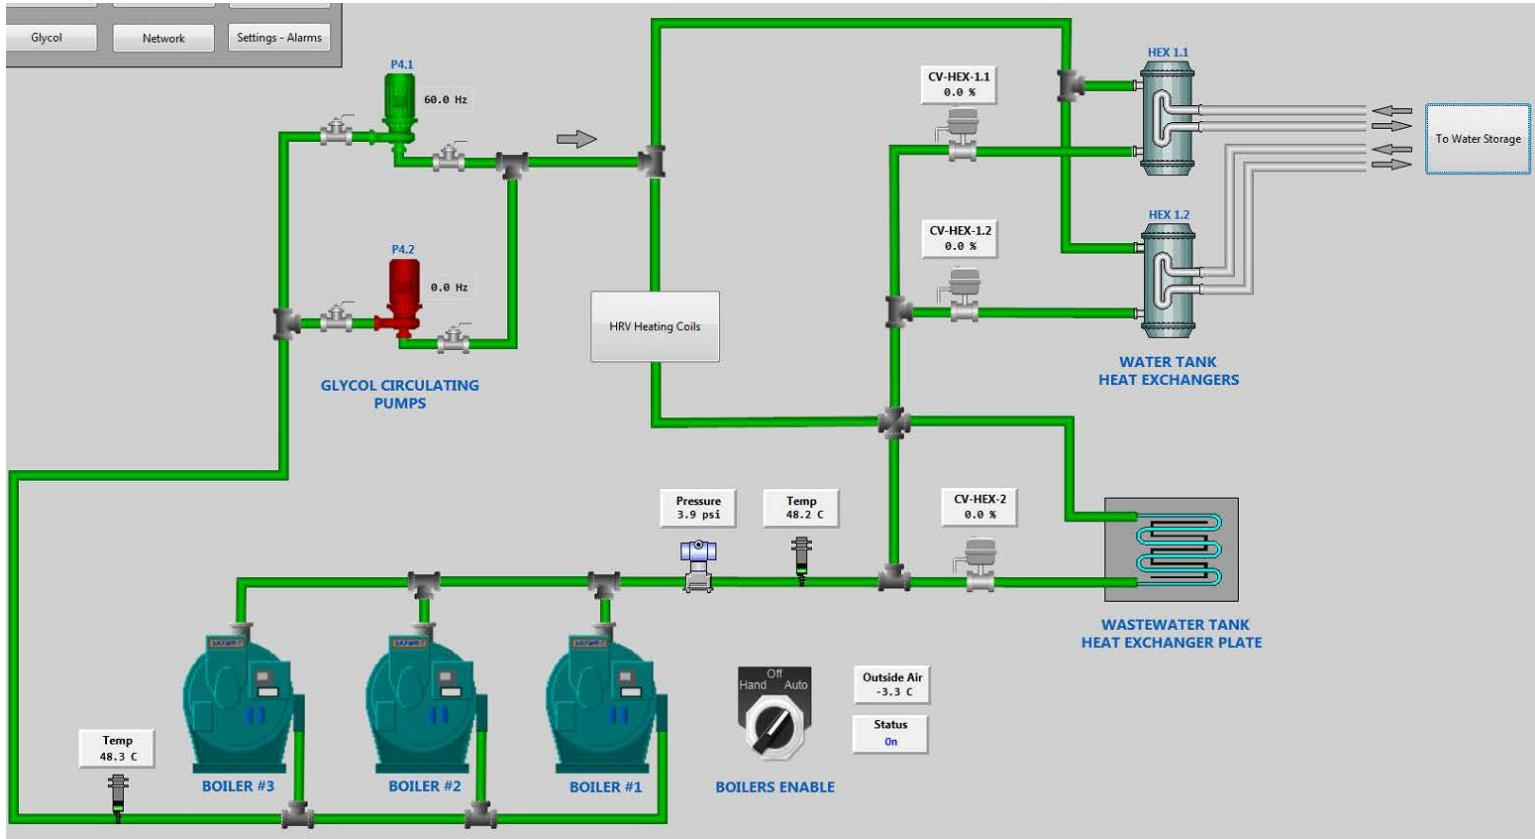 Glycol
Network
Settings - Alarms
P4.1
60.0 Hz
P4.2
0.0 Hz
GLYCOL CIRCULATING
PUMPS
HRV Heating Coils
CV-HEX-1.1
0.0 %
CV-HEX-1.2
0.0 %
HEX 1.1
HEX 1.2
To Water Storage
WATER TANK
HEAT EXCHANGERS
Pressure
3.9 psi
Temp
48.2 C
CV-HEX-2
0.0 %
WASTEWATER TANK
HEAT EXCHANGER PLATE
Temp
48.3 C
BOILER #3
BOILER #2
BOILER #1
Off
Hand
Auto
BOILERS ENABLE
Outside Air
-3.3 C
Status
On